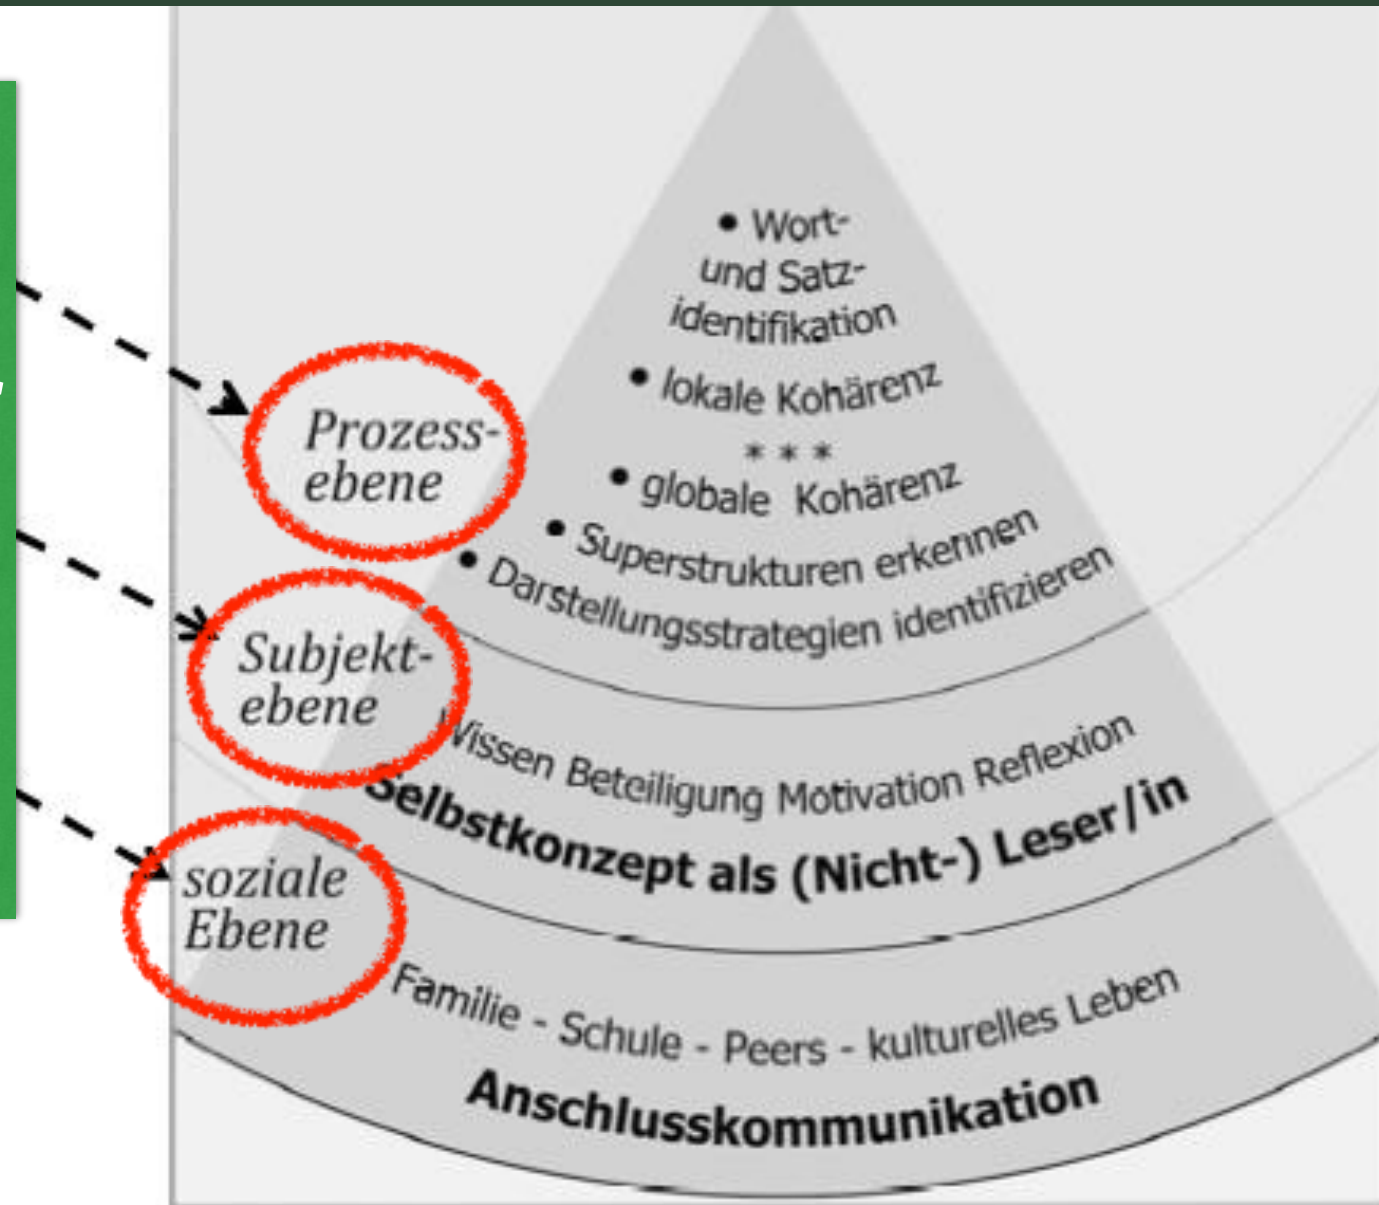 • Wort-
und Satz-
identifikation
• lokale Kohärenz
* * *
• globale Kohärenz
• Superstrukturen erkennen
• Darstellungsstrategien identifizieren
Prozess-
ebene
Wissen Beteiligung Motivation Reflexion
Selbstkonzept als (Nicht-) Leser/in
Subjekt-
ebene
Familie - Schule - Peers - kulturelles Leben
Anschlusskommunikation
soziale
Ebene